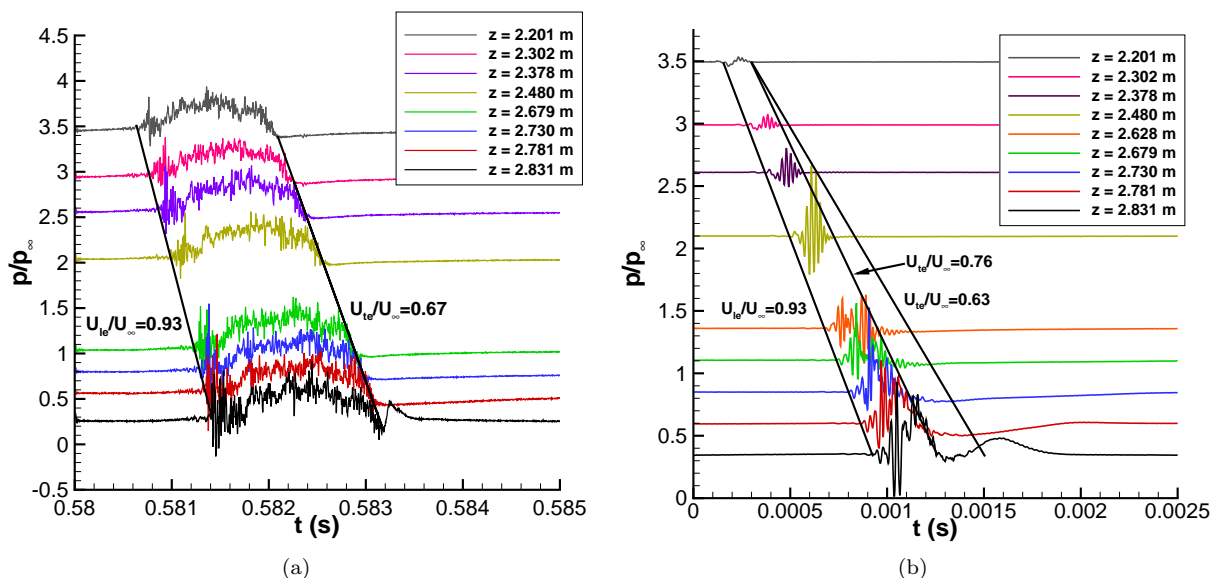 4.5
4
3.5
3
2.5
2
1.5
1
0.5
0
-0.5
p/p∞
z = 2.201 m
z = 2.302 m
z = 2.378 m
z = 2.480 m
z = 2.679 m
z = 2.730 m
z = 2.781 m
z = 2.831 m
Ule/U∞=0.93
Ute/U∞=0.67
0.58 0.581 0.582 0.583 0.584 0.585
t (s)
(a)
3.5
3
2.5
2
1.5
1
0.5
0
p/p∞
z = 2.201 m
z = 2.302 m
z = 2.378 m
z = 2.480 m
z = 2.628 m
z = 2.679 m
z = 2.730 m
z = 2.781 m
z = 2.831 m
Ute/U∞=0.76
Ule/U∞=0.93
Ute/U∞=0.63
0 0.0005 0.001 0.0015 0.002 0.0025
t (s)
(b)